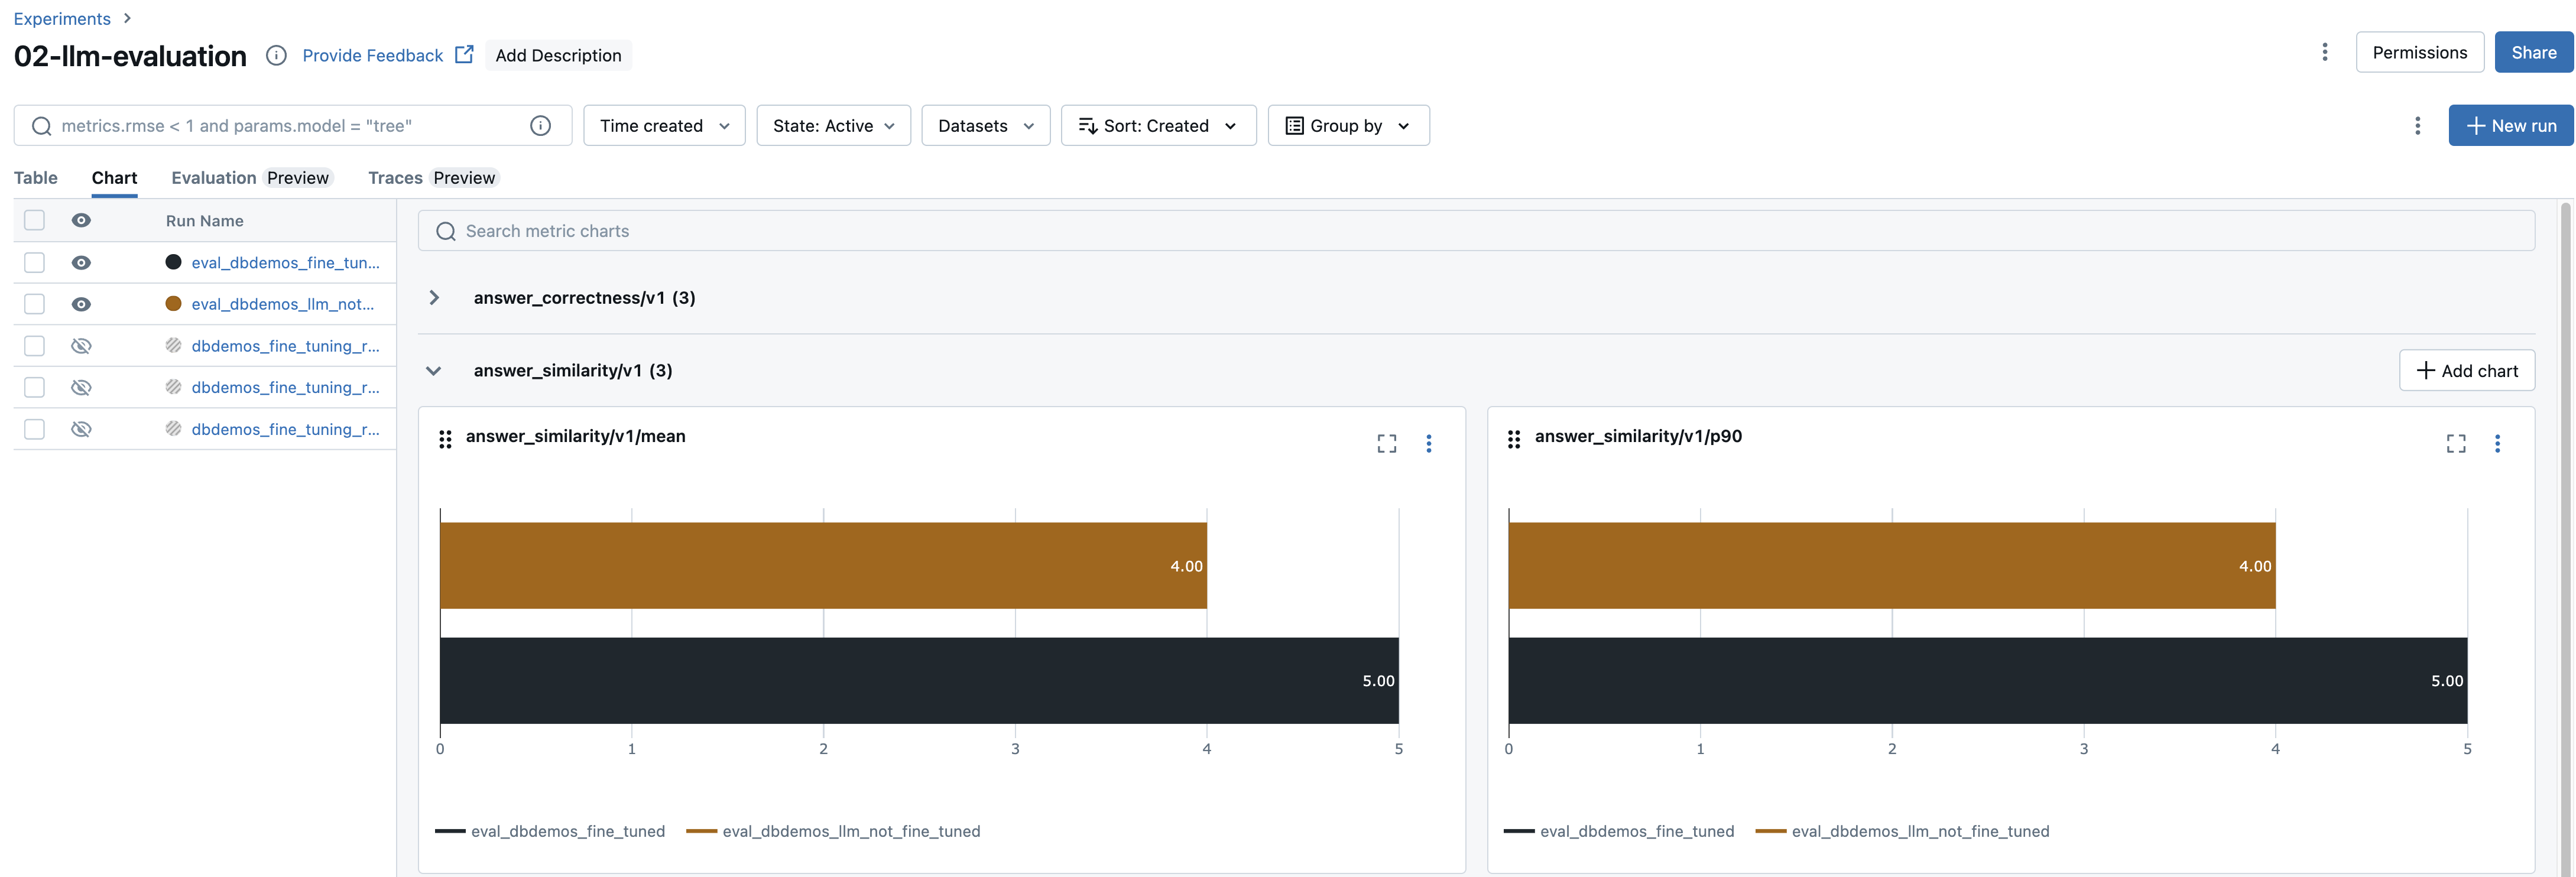 Experiments
02-llm-evaluation Provide Feedback Add Description Permissions Share
metrics.rmse < 1 and params.model = "tree" Time created State: Active Datasets Sort: Created Group by New run
Table Chart Evaluation Preview Traces Preview
Run Name
eval_dbdemos_fine_tun...
eval_dbdemos_llm_not...
dbdemos_fine_tuning_r...
dbdemos_fine_tuning_r...
dbdemos_fine_tuning_r...
Search metric charts
answer_correctness/v1 (3)
answer_similarity/v1 (3) Add chart
answer_similarity/v1/mean
4.00
5.00
0 1 2 3 4 5
eval_dbdemos_fine_tuned eval_dbdemos_llm_not_fine_tuned
answer_similarity/v1/p90
4.00
5.00
0 1 2 3 4 5
eval_dbdemos_fine_tuned eval_dbdemos_llm_not_fine_tuned